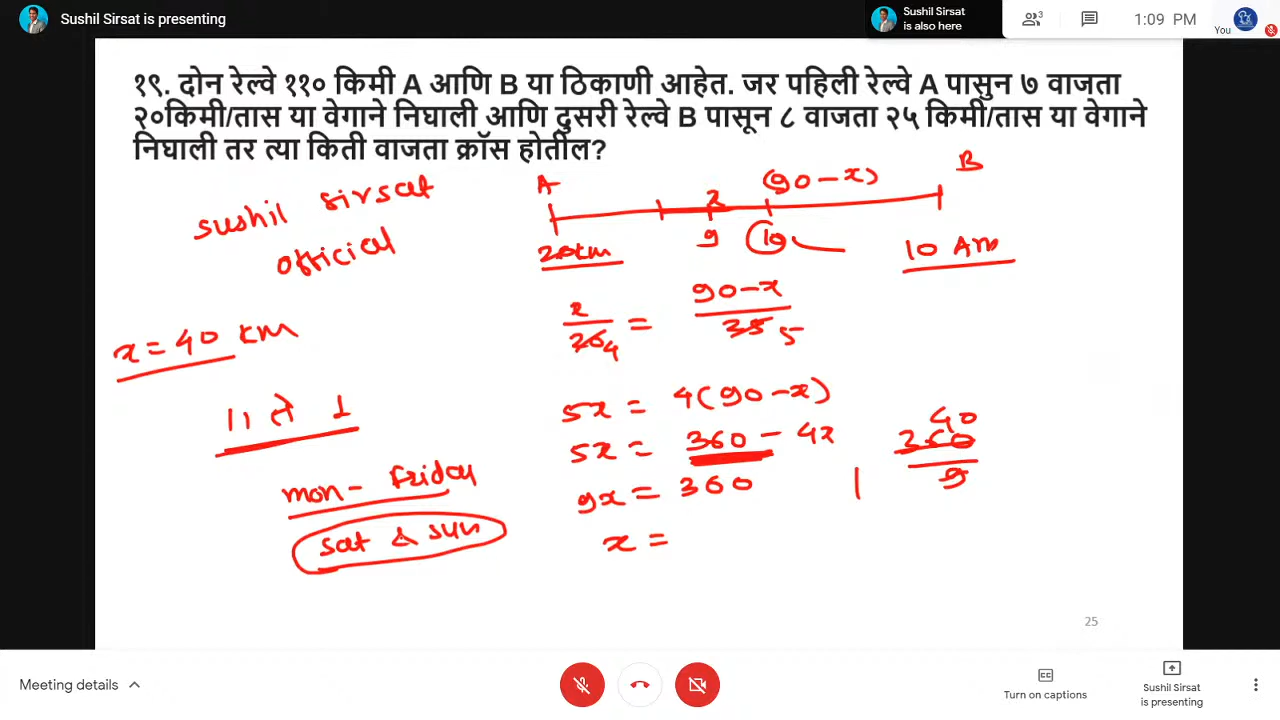 Sushil Sirsat is presenting
Sushil Sirsat
is also here
3
1:09 PM
You
१९. दोन रेल्वे ११० किमी A आणि B या ठिकाणी आहेत. जर पहिली रेल्वे A पासुन ७ वाजता
२०किमी/तास या वेगाने निघाली आणि दुसरी रेल्वे B पासून ८ वाजता २५ किमी/तास या वेगाने
निघाली तर त्या किती वाजता क्रॉस होतील?
sushil sirsat
official
A
x
(90-x)
B
9
10
20km
10 Am
x = 90-x
4
5
x = 40 km
5x = 4(90-x)
5x = 360 - 4x
9x = 360
x =
40
360
9
11 ते 1
mon - Friday
sat & sun
25
Meeting details
Turn on captions
Sushil Sirsat
is presenting